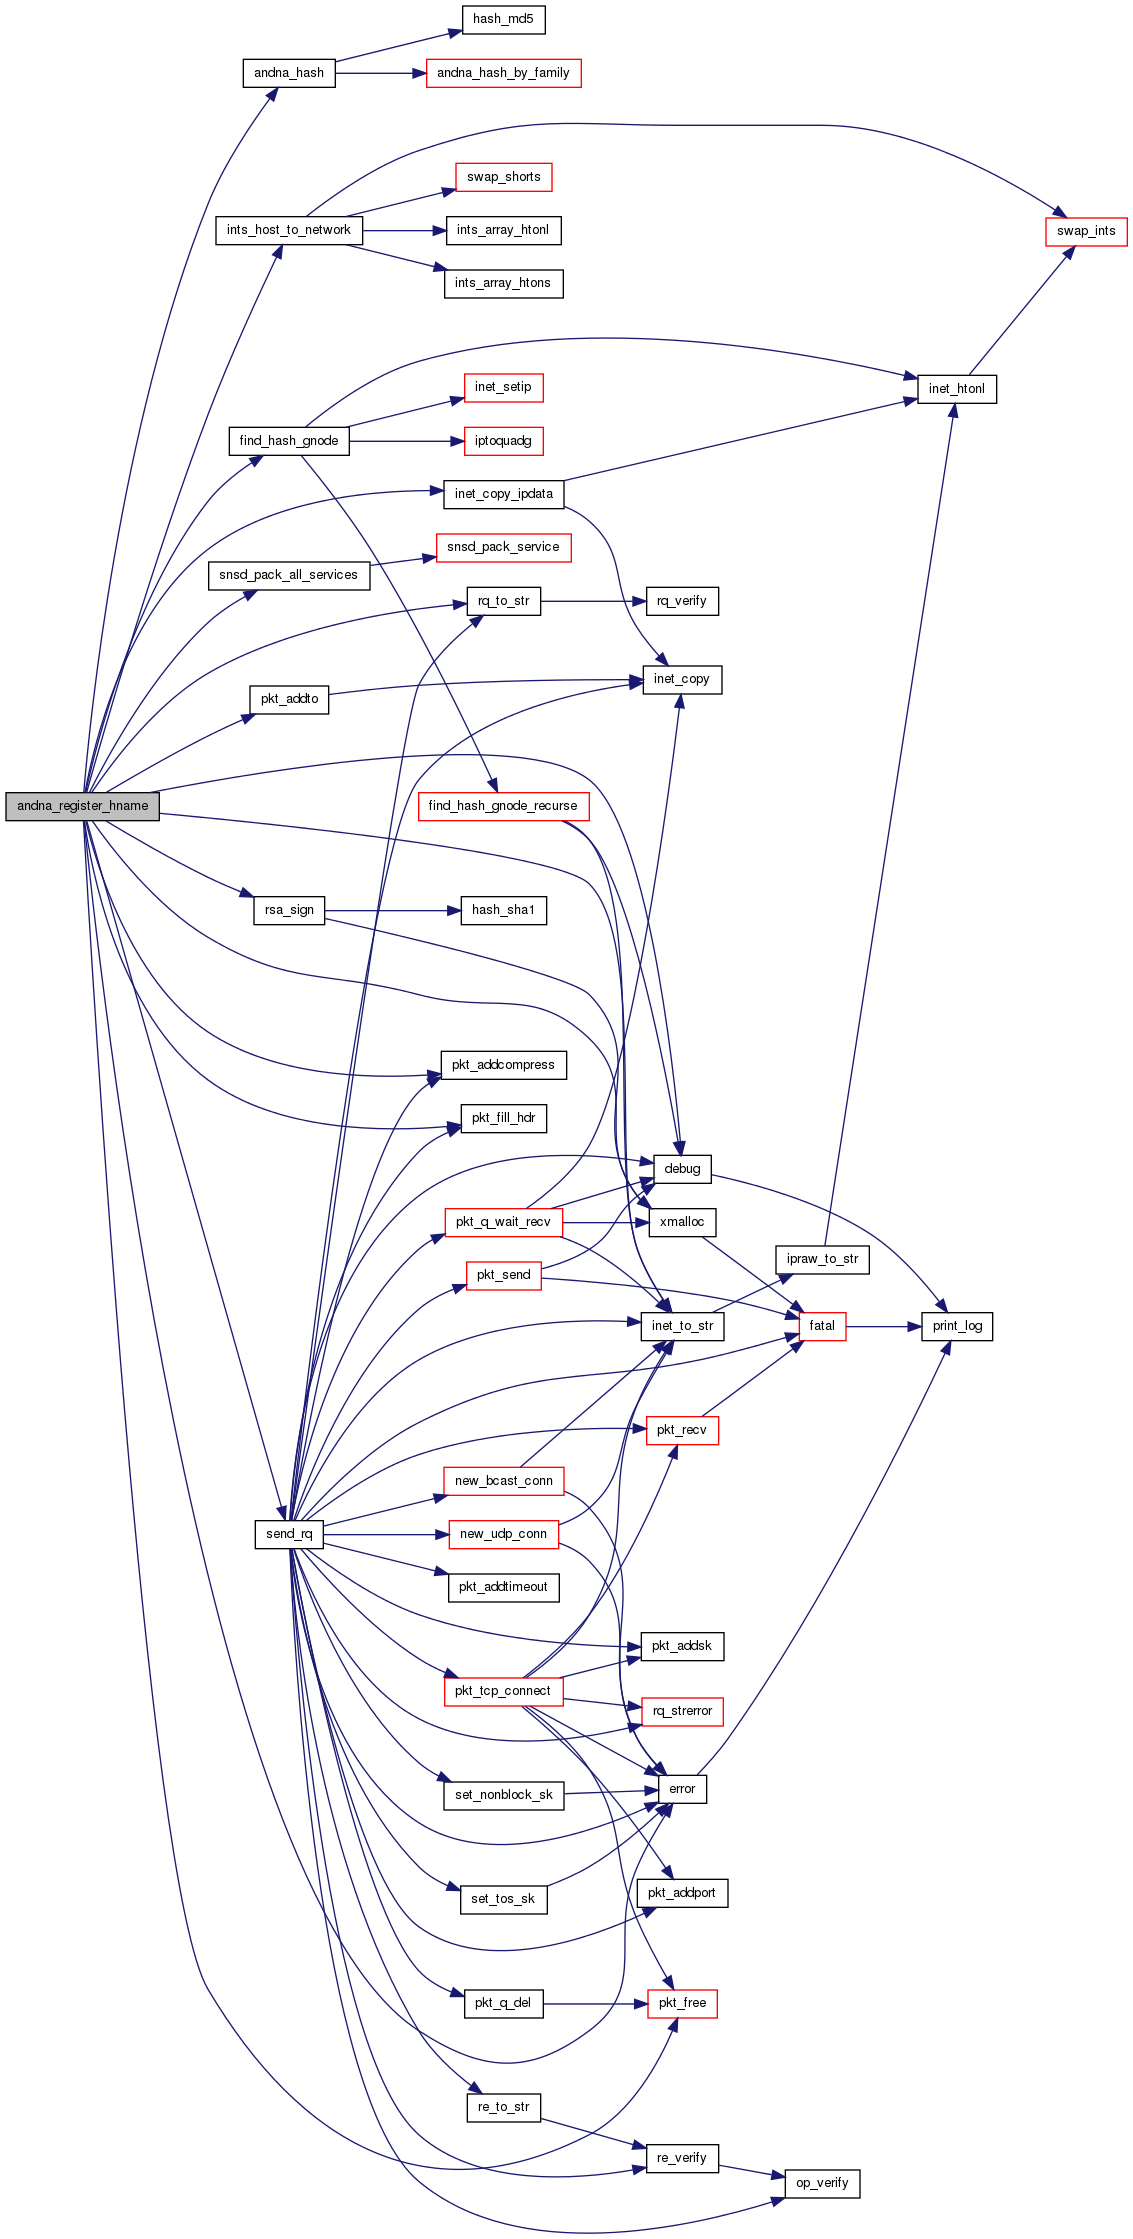 hash_md5
andna_hash
andna_hash_by_family
swap_shorts
ints_host_to_network
ints_array_htonl
swap_ints
ints_array_htons
inet_setip
inet_htonl
find_hash_gnode
iptoquadg
inet_copy_ipdata
snsd_pack_service
snsd_pack_all_services
rq_to_str
rq_verify
inet_copy
pkt_addto
andna_register_hname
find_hash_gnode_recurse
rsa_sign
hash_sha1
pkt_addcompress
pkt_fill_hdr
debug
pkt_q_wait_recv
xmalloc
ipraw_to_str
pkt_send
inet_to_str
fatal
print_log
pkt_recv
new_bcast_conn
send_rq
new_udp_conn
pkt_addtimeout
pkt_addsk
pkt_tcp_connect
rq_strerror
error
set_nonblock_sk
set_tos_sk
pkt_addport
pkt_q_del
pkt_free
re_to_str
re_verify
op_verify